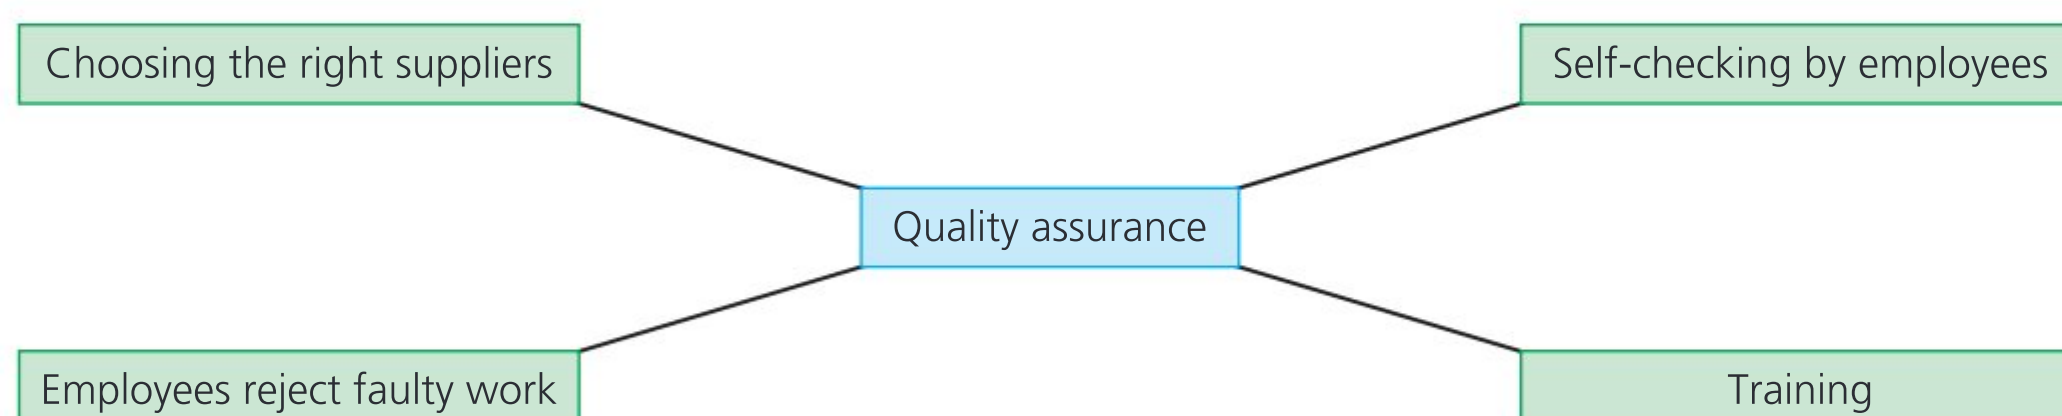 Choosing the right suppliers
Self-checking by employees
Quality assurance
Employees reject faulty work
Training